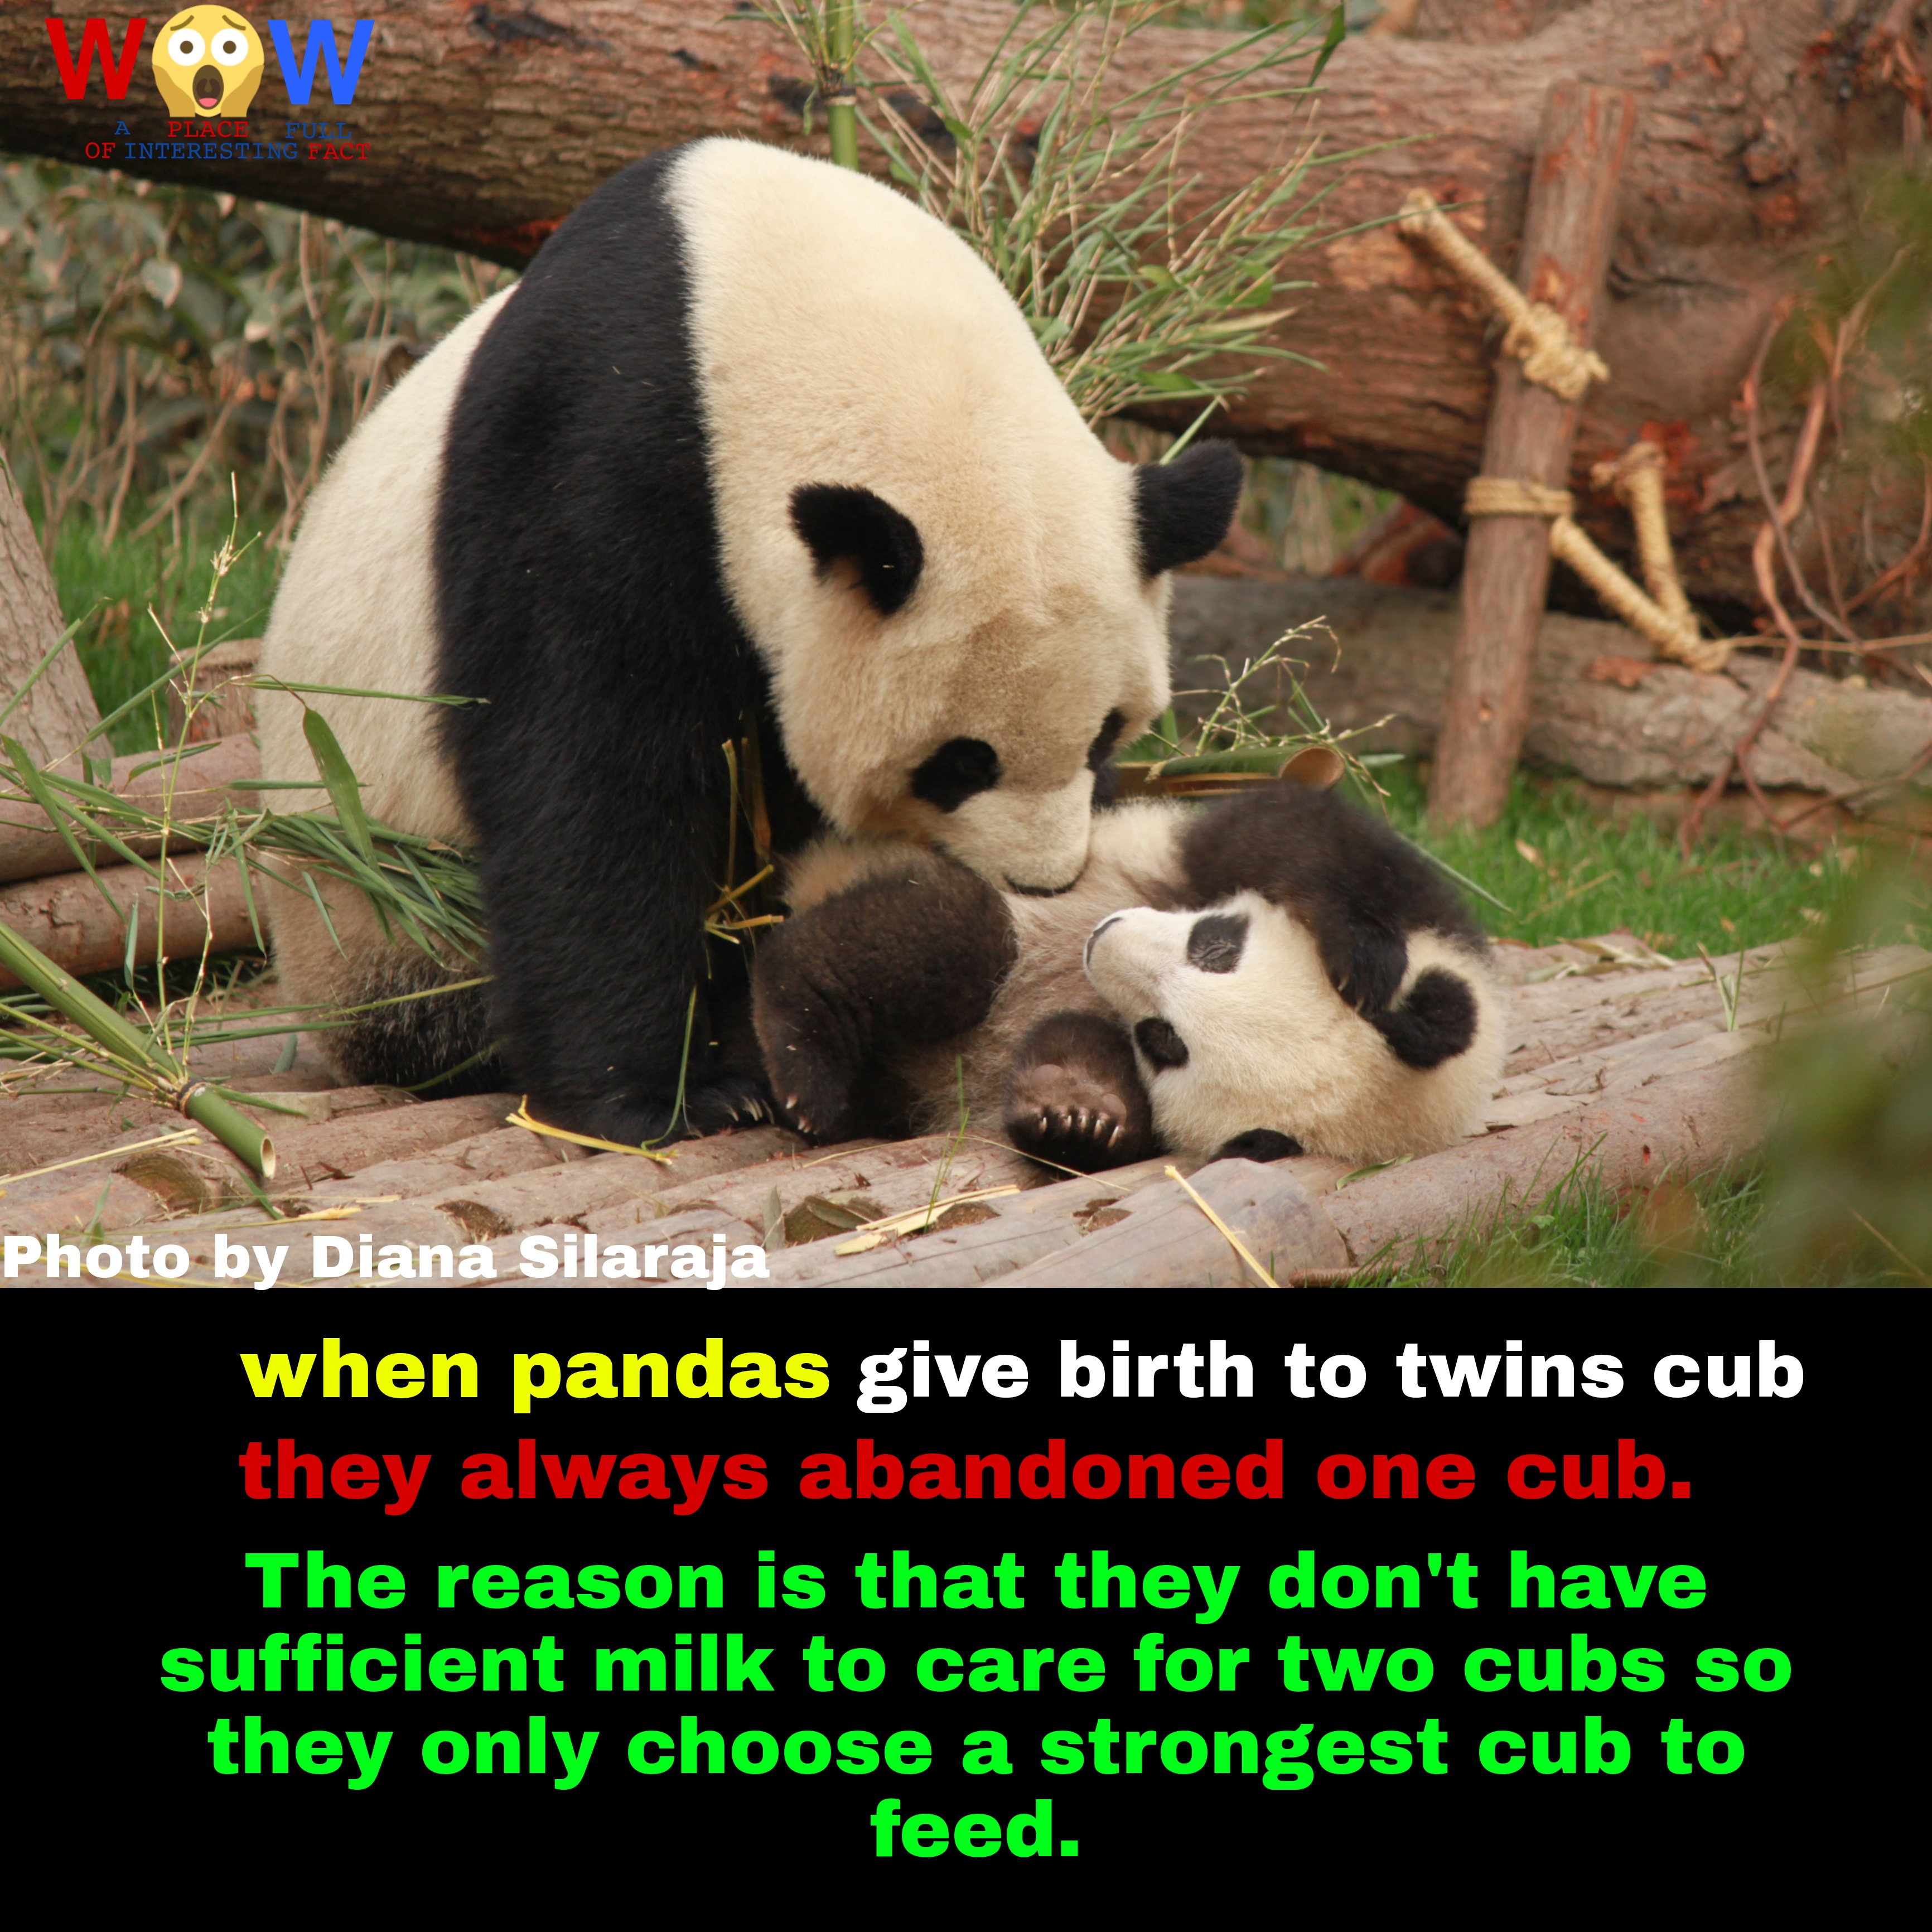 WOW
A PLACE FULL
OF INTERESTING FACT
Photo by Diana Silaraja
when pandas give birth to twins cub
they always abandoned one cub.
The reason is that they don't have
sufficient milk to care for two cubs so
they only choose a strongest cub to
feed.